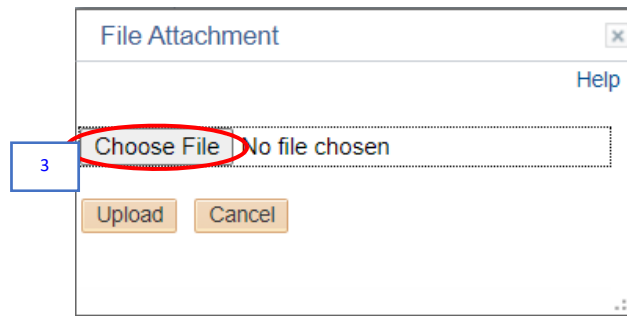 File Attachment
Help
3
Choose File No file chosen
Upload Cancel